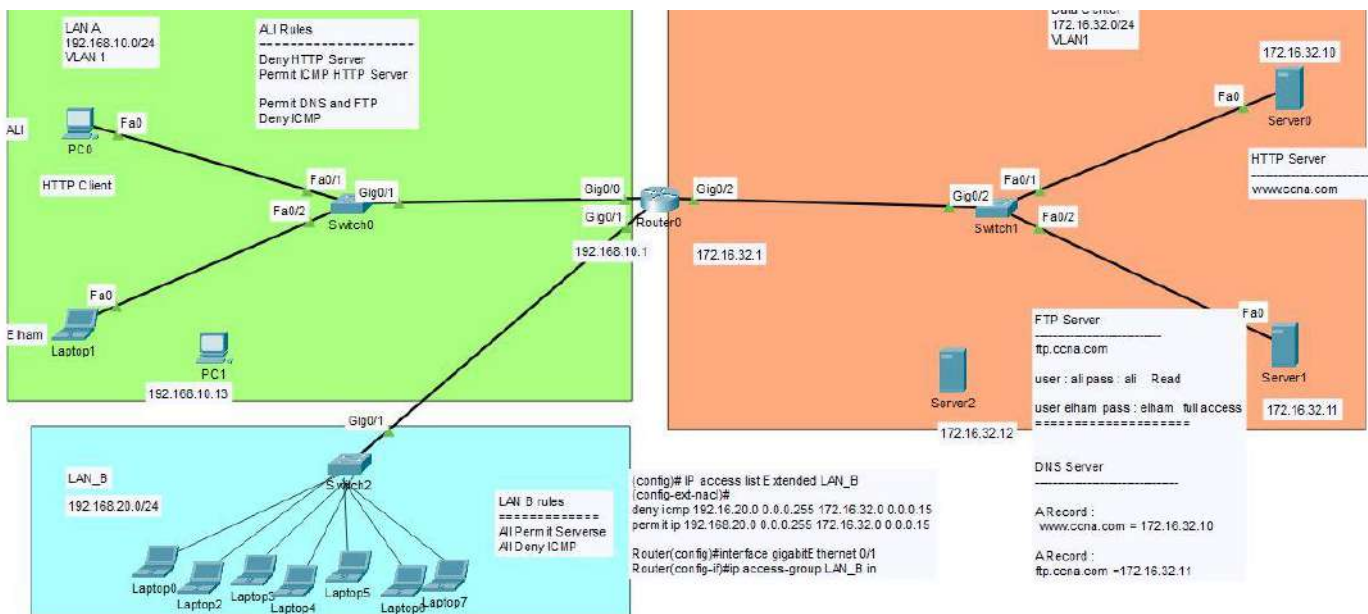 LAN A
192.168.10.0/24
VLAN 1
ALI Rules
--------------------
Deny HTTP Server
Permit ICMP HTTP Server
Permit DNS and FTP
Deny ICMP
ALI
Fa0
PC0
HTTP Client
Fa0/1
Gig0/1
Fa0/2
Switch0
Fa0
Elham
Laptop1
PC1
192.168.10.13
Gig0/0
Gig0/1
Router0
Gig0/2
192.168.10.1
172.16.32.1
Data Center
172.16.32.0/24
VLAN1
172.16.32.10
Fa0
Server0
HTTP Server
--------------------
www.ccna.com
Gig0/2
Fa0/1
Fa0/2
Switch1
Fa0
Server1
172.16.32.11
Server2
172.16.32.12
FTP Server
--------------------
ftp.ccna.com
user : ali pass : ali Read
user elham pass : elham full access
====================
DNS Server
--------------------
A Record :
www.ccna.com = 172.16.32.10
A Record :
ftp.ccna.com =172.16.32.11
Gig0/1
LAN_B
192.168.20.0/24
Switch2
LAN B rules
=============
All Permit Serverse
All Deny ICMP
Laptop0
Laptop2
Laptop3
Laptop4
Laptop5
Laptop6
Laptop7
(config)# IP access list Extended LAN_B
(config-ext-nacl)#
deny icmp 192.16.20.0 0.0.0.255 172.16.32.0 0.0.0.15
permit ip 192.168.20.0 0.0.0.255 172.16.32.0 0.0.0.15
Router(config)#interface gigabitEthernet 0/1
Router(config-if)#ip access-group LAN_B in